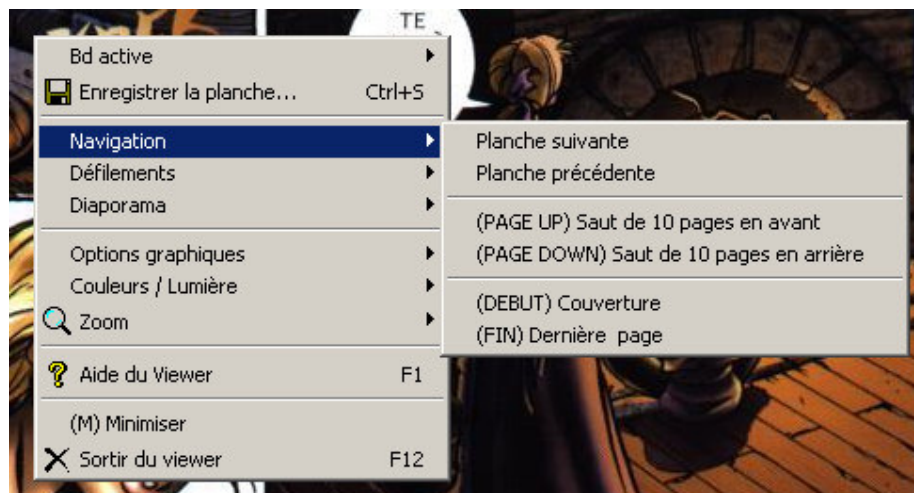 TE
Bd active
Enregistrer la planche... Ctrl+S
Navigation
Défilements
Diaporama
Options graphiques
Couleurs / Lumière
Zoom
Aide du Viewer F1
(M) Minimiser
Sortir du viewer F12
Planche suivante
Planche précédente
(PAGE UP) Saut de 10 pages en avant
(PAGE DOWN) Saut de 10 pages en arrière
(DEBUT) Couverture
(FIN) Dernière page